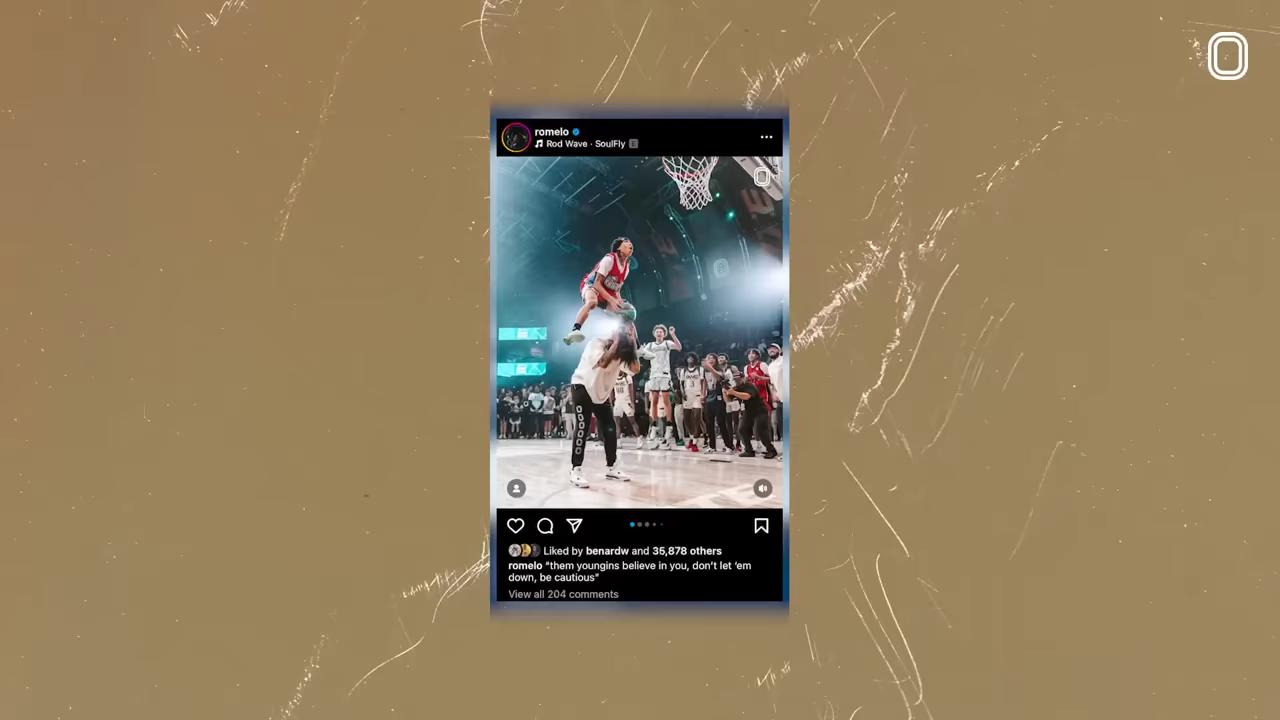 romelo
Rod Wave · SoulFly E
Liked by benardw and 35,878 others
romelo “them youngins believe in you, don’t let ‘em
down, be cautious”
View all 204 comments